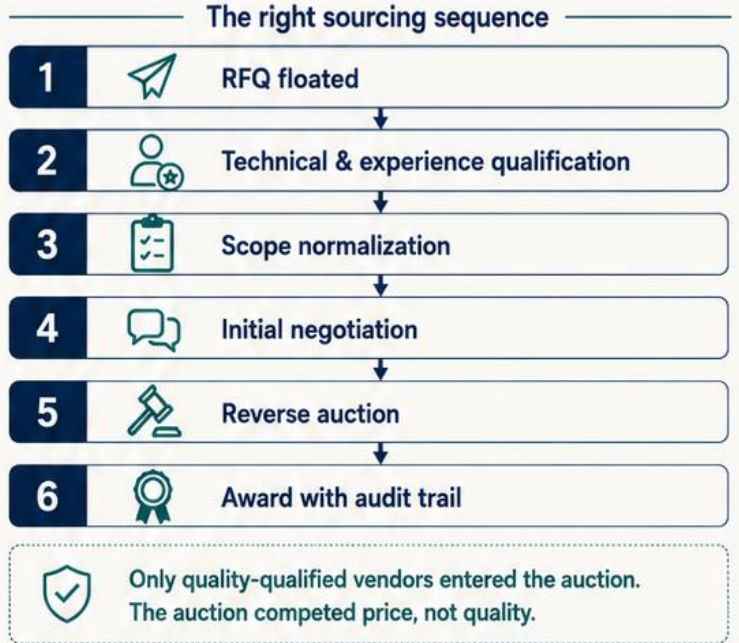 The right sourcing sequence
1 RFQ floated
2 Technical & experience qualification
3 Scope normalization
4 Initial negotiation
5 Reverse auction
6 Award with audit trail
Only quality-qualified vendors entered the auction.
The auction competed price, not quality.